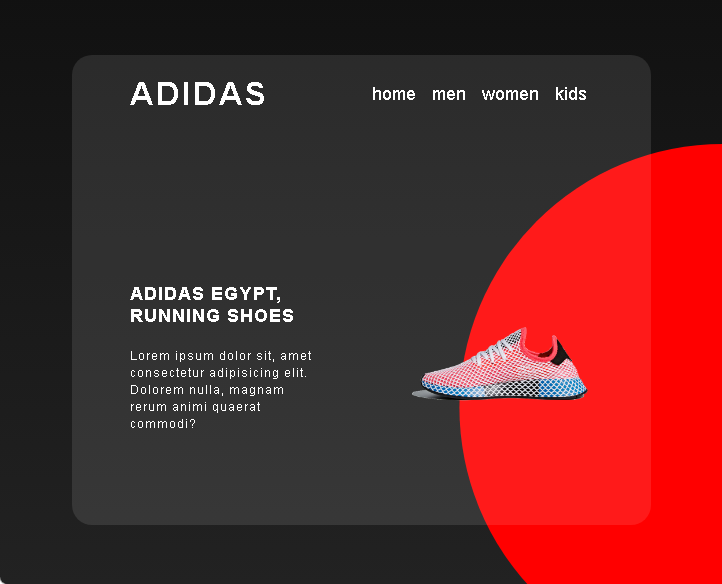 ADIDAS
home men women kids
ADIDAS EGYPT,
RUNNING SHOES
Lorem ipsum dolor sit, amet
consectetur adipisicing elit.
Dolorem nulla, magnam
rerum animi quaerat
commodi?